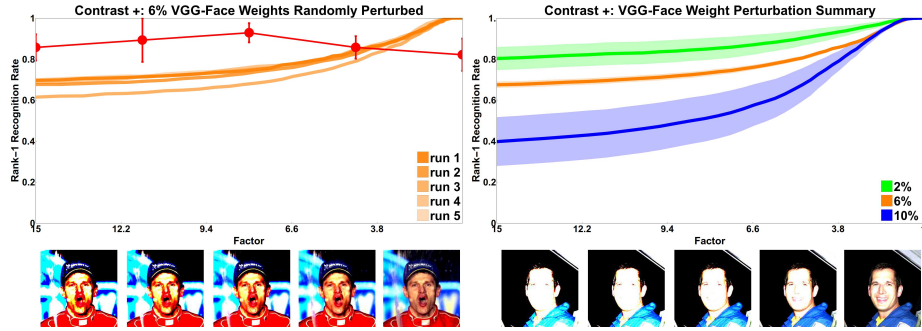 Contrast +: 6% VGG-Face Weights Randomly Perturbed
Rank-1 Recognition Rate
1
0.8
0.6
0.4
0.2
0
15
12.2
9.4
6.6
3.8
Factor
run 1
run 2
run 3
run 4
run 5
Contrast +: VGG-Face Weight Perturbation Summary
Rank-1 Recognition Rate
1
0.8
0.6
0.4
0.2
0
15
12.2
9.4
6.6
3.8
Factor
2%
6%
10%